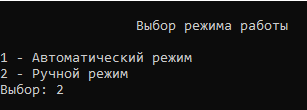 Выбор режима работы
1 - Автоматический режим
2 - Ручной режим
Выбор: 2